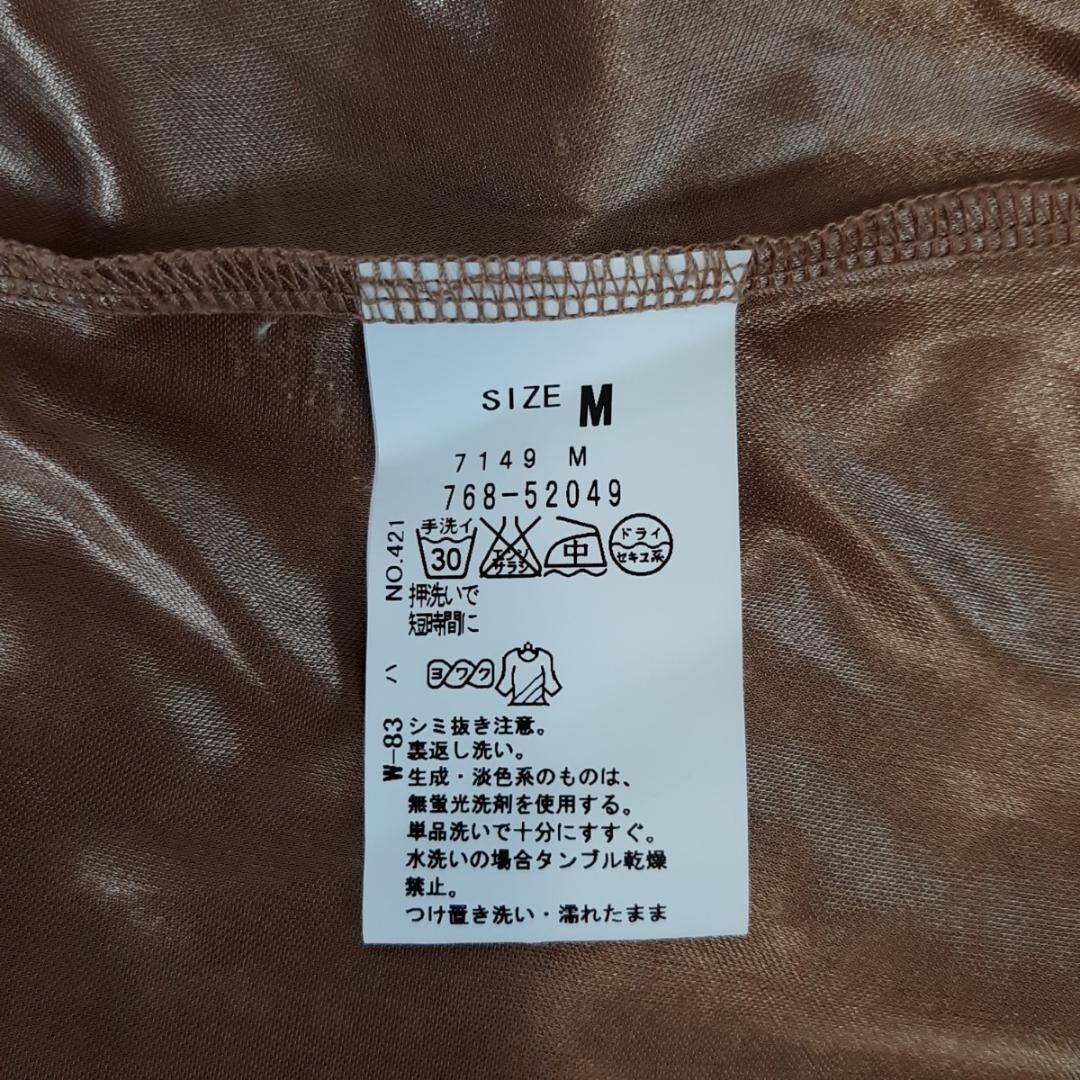 SIZE M
7149 M
768-52049
手洗イ
30
エンソ
サラシ
中
ドライ
セキユ系
押洗いで
短時間に
ヨワク
シミ抜き注意。
裏返し洗い。
生成・淡色系のものは、
無蛍光洗剤を使用する。
単品洗いで十分にすすぐ。
水洗いの場合タンブル乾燥
禁止。
つけ置き洗い・濡れたまま
NO.421
ハ
W-83